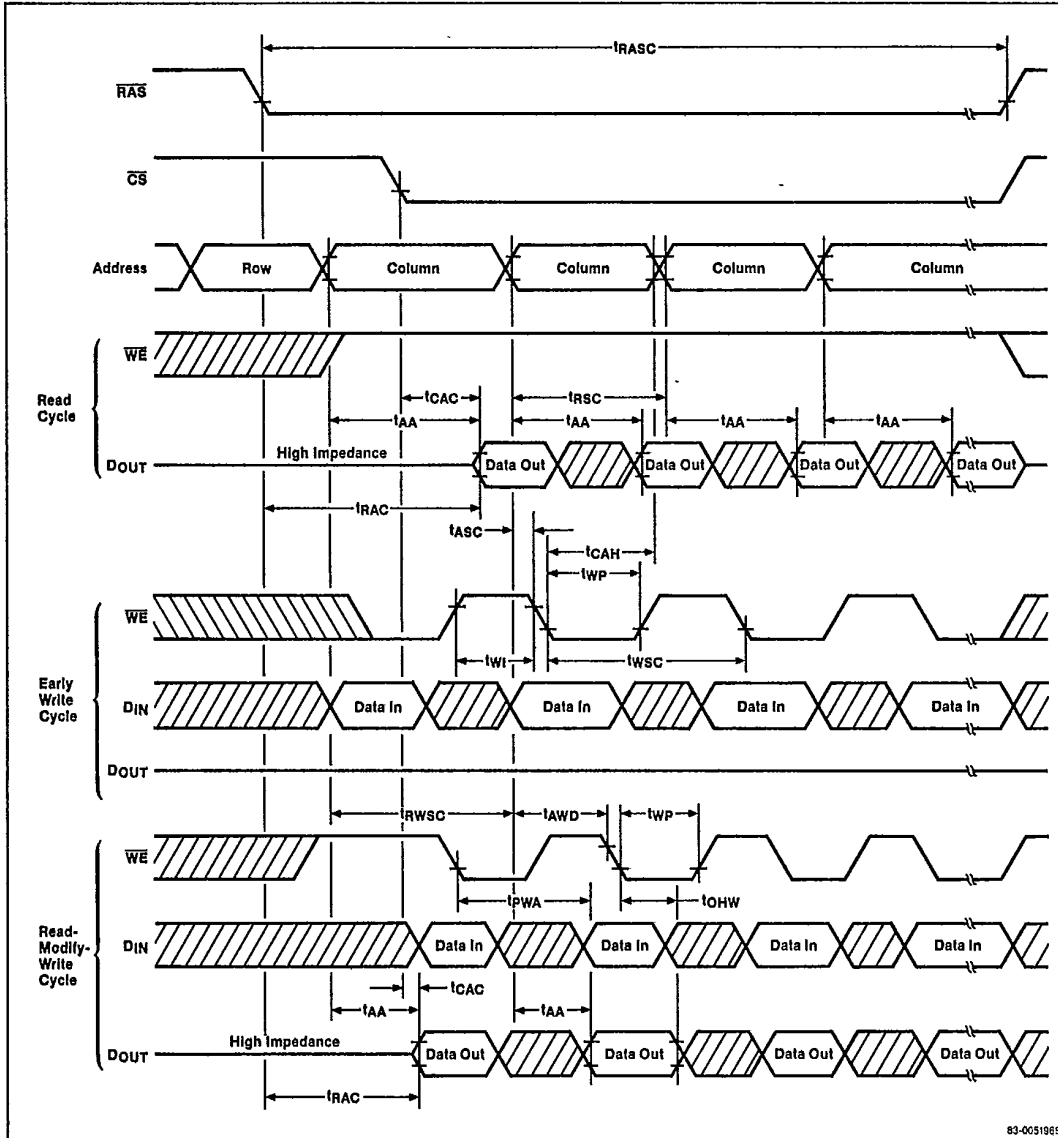 tRASC
RAS
CS
Address
Row
Column
Column
Column
Column
Read
Cycle
WE
tCAC
tRSC
tAA
tAA
tAA
tAA
DOUT
High Impedance
Data Out
Data Out
Data Out
Data Out
tRAC
tASC
tCAH
tWP
Early
Write
Cycle
WE
tWI
tWSC
DIN
Data In
Data In
Data In
Data In
DOUT
tRWSC
tAWD
tWP
Read-
Modify-
Write
Cycle
WE
tPWA
tOHW
DIN
Data In
Data In
Data In
Data In
tCAC
tAA
tAA
DOUT
High Impedance
Data Out
Data Out
Data Out
Data Out
tRAC